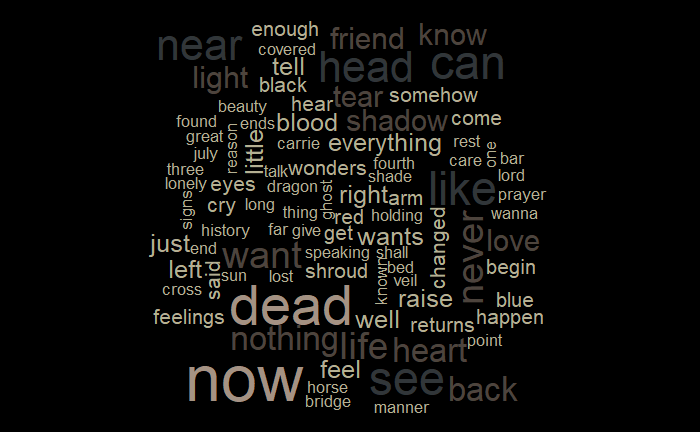 enough
covered
friend
know
near
tell
head
can
light
black
tear
somehow
beauty
hear
found
ends
blood
shadow
come
great
reason
little
carrie
everything
one
rest
july
talk
wonders
fourth
care
bar
three
shade
lord
lonely
eyes
dragon
ghost
right
arm
like
prayer
signs
cry
long
thing
red
holding
never
wanna
history
far
give
get
wants
changed
love
just
end
want
speaking
shall
left
said
sun
lost
shroud
known
bed
begin
cross
veil
dead
raise
blue
feelings
well
returns
happen
nothing
life
heart
point
now
feel
see
back
horse
bridge
manner